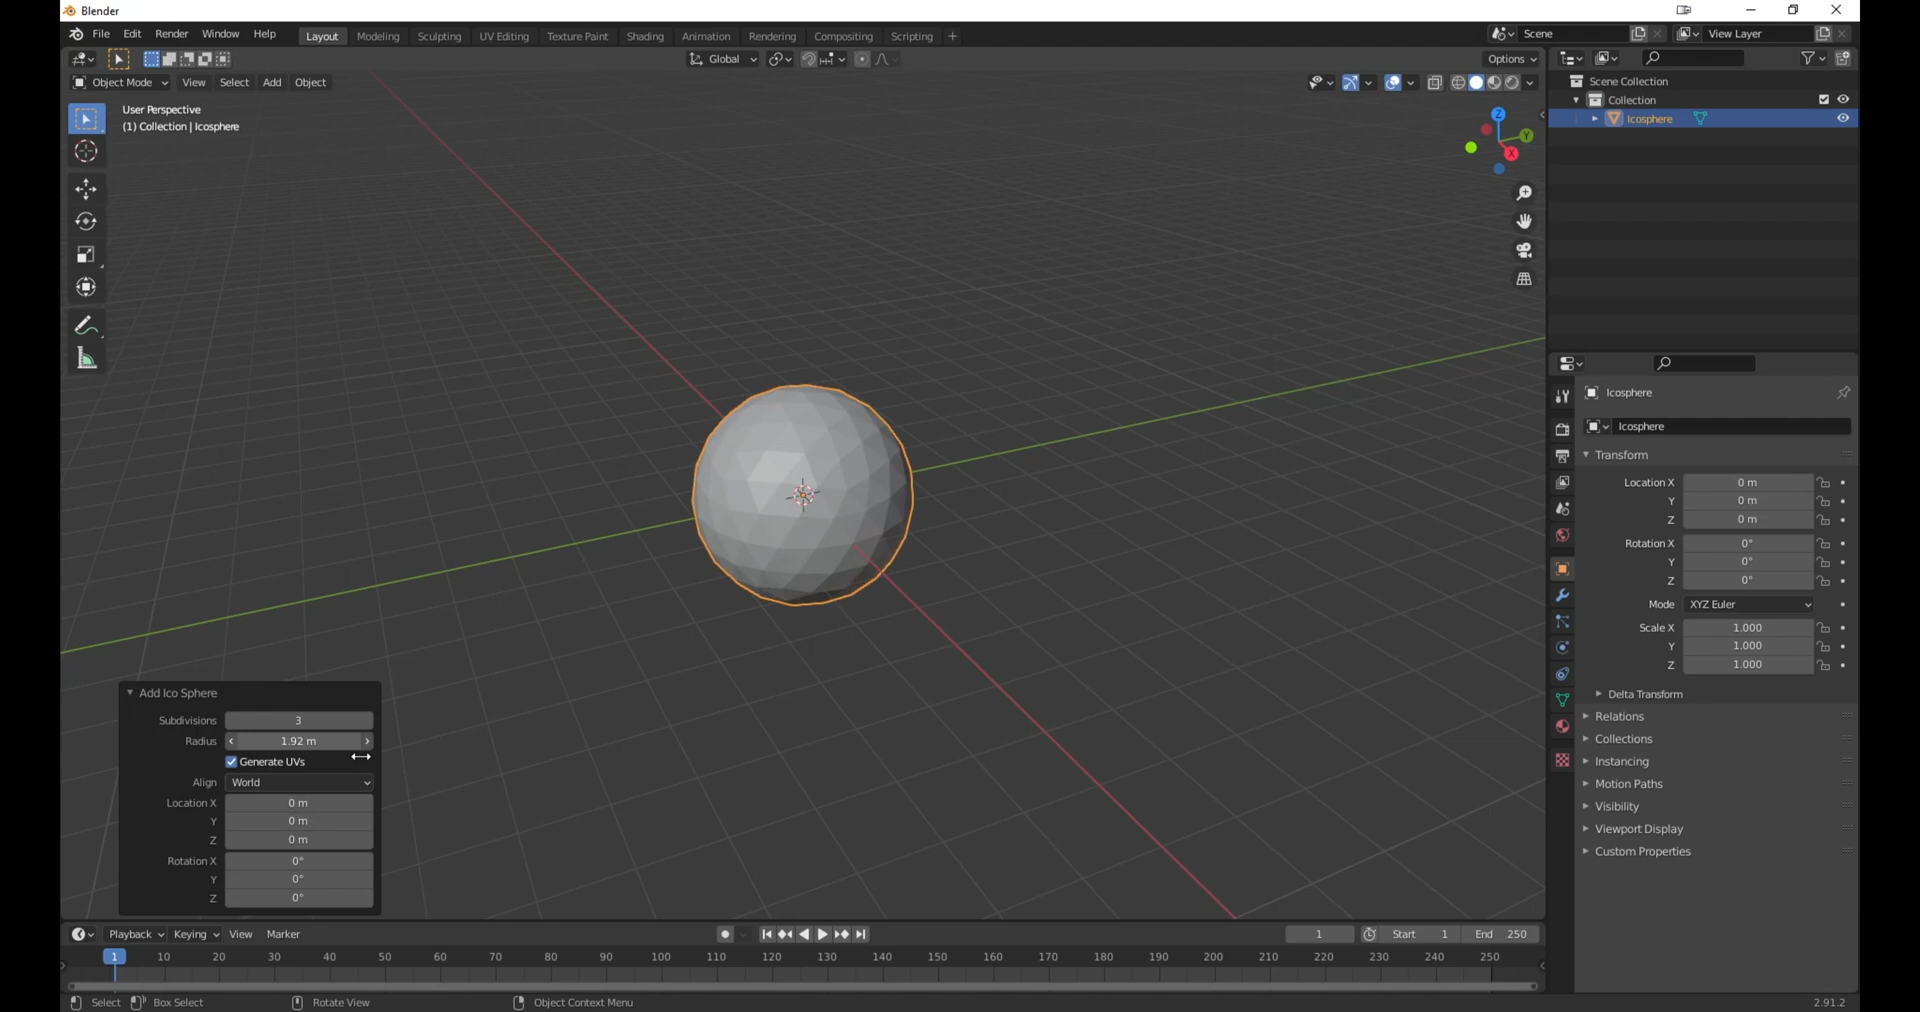 Blender
File Edit Render Window Help Layout Modeling Sculpting UV Editing Texture Paint Shading Animation Rendering Compositing Scripting + Scene View Layer
Global Options
Object Mode View Select Add Object
User Perspective
(1) Collection | Icosphere
Z
Y
X
Scene Collection
Collection
Icosphere
Icosphere
Icosphere
Transform
Location X 0 m
Y 0 m
Z 0 m
Rotation X 0°
Y 0°
Z 0°
Mode XYZ Euler
Scale X 1.000
Y 1.000
Z 1.000
Delta Transform
Relations
Collections
Instancing
Motion Paths
Visibility
Viewport Display
Custom Properties
Add Ico Sphere
Subdivisions 3
Radius 1.92 m
Generate UVs
Align World
Location X 0 m
Y 0 m
Z 0 m
Rotation X 0°
Y 0°
Z 0°
Playback Keying View Marker 1 Start 1 End 250
1 10 20 30 40 50 60 70 80 90 100 110 120 130 140 150 160 170 180 190 200 210 220 230 240 250
Select Box Select Rotate View Object Context Menu 2.91.2